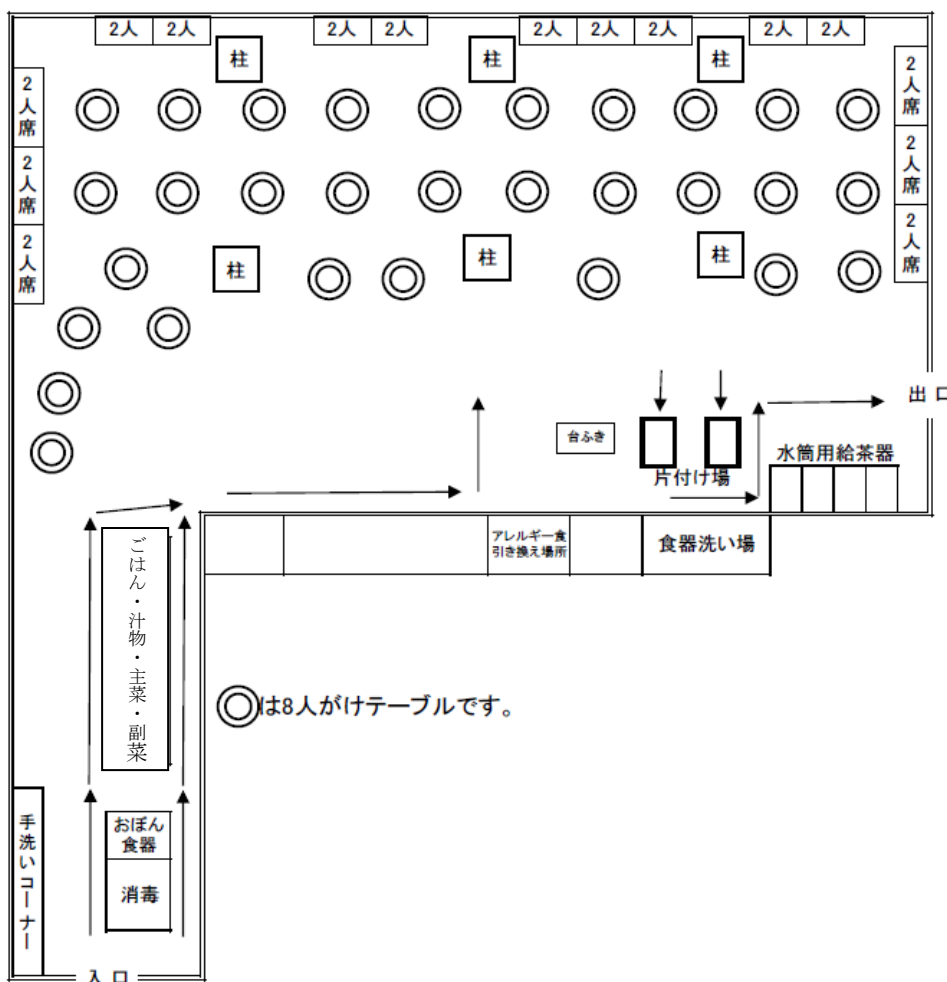 2人 2人 2人 2人 2人 2人 2人 2人 2人
柱 柱 柱
2人席
2人席
2人席
2人席
2人席
2人席
柱 柱 柱
出口
台ふき
水筒用給茶器
片付け場
アレルギー食
引き換え場所
食器洗い場
ごはん・汁物・主菜・副菜
は8人がけテーブルです。
おぼん
食器
消毒
手洗いコーナー
入口